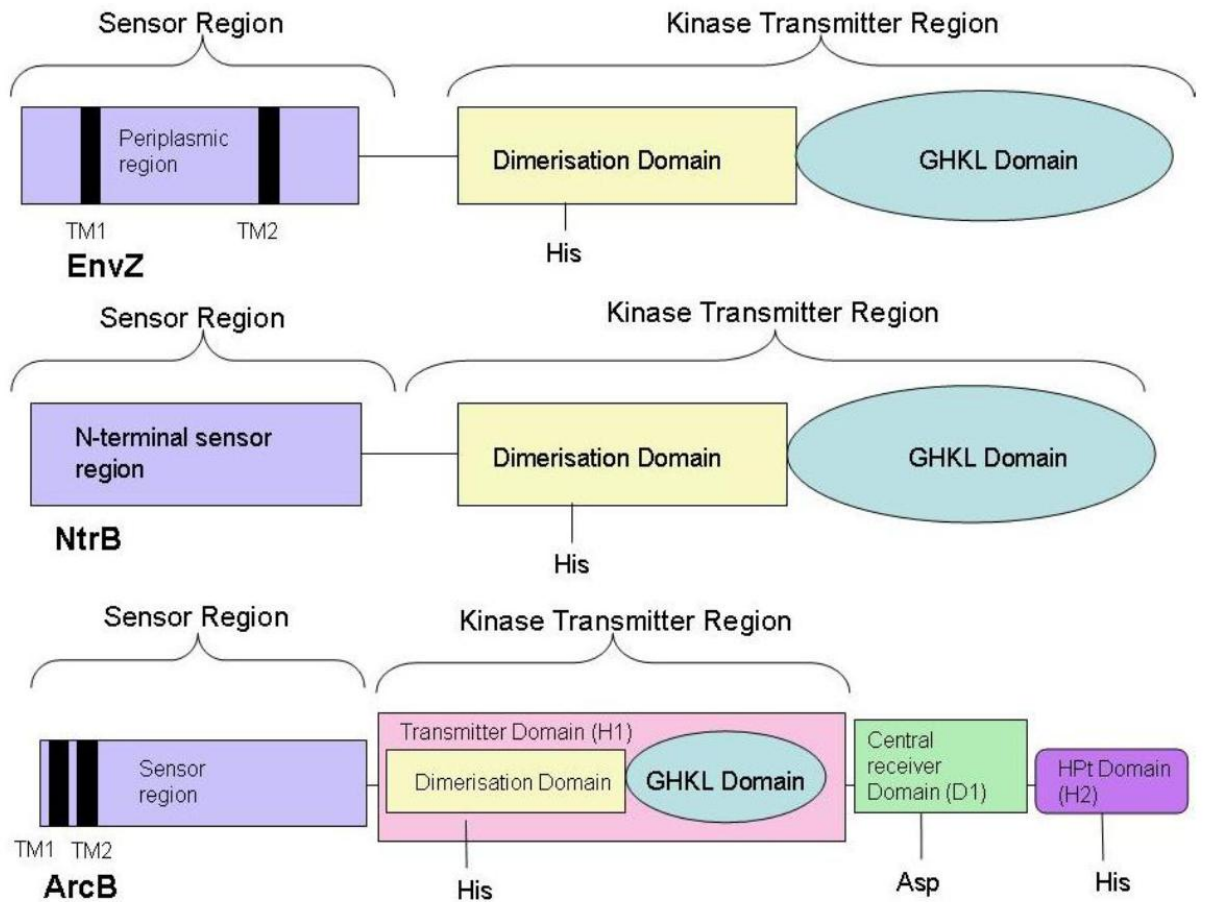 Sensor Region
Kinase Transmitter Region
Periplasmic
region
Dimerisation Domain
GHKL Domain
TM1
TM2
His
EnvZ
Sensor Region
Kinase Transmitter Region
N-terminal sensor
region
Dimerisation Domain
GHKL Domain
NtrB
His
Sensor Region
Kinase Transmitter Region
Sensor
region
Transmitter Domain (H1)
Dimerisation Domain
GHKL Domain
Central
receiver
Domain (D1)
HPt Domain
(H2)
TM1
TM2
ArcB
His
Asp
His